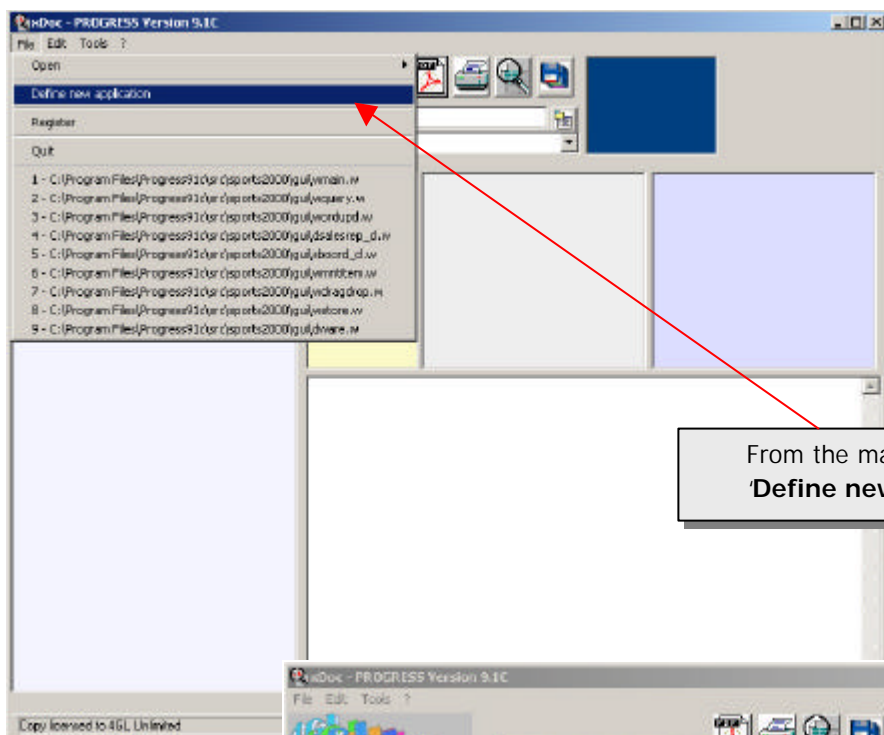 xDoc - PROGRESS Version 9.1C
File Edit Tools ?
Open
Define new application
Register
Quit
1 - C:\Program Files\Progress91c\src\sports2000\gui\wmain.w
2 - C:\Program Files\Progress91c\src\sports2000\gui\wquery.w
3 - C:\Program Files\Progress91c\src\sports2000\gui\wordupd.w
4 - C:\Program Files\Progress91c\src\sports2000\gui\dsalesrep_d.w
5 - C:\Program Files\Progress91c\src\sports2000\gui\
6 - C:\Program Files\Progress91c\src\sports2000\gui\wmntitem.w
7 - C:\Program Files\Progress91c\src\sports2000\gui\wdragdrop.w
8 - C:\Program Files\Progress91c\src\sports2000\gui\wstore.w
9 - C:\Program Files\Progress91c\src\sports2000\gui\dware.w
From the ma
'Define nev
xDoc - PROGRESS Version 9.1C
File Edit Tools ?
Copy licensed to 4GL Unlimited